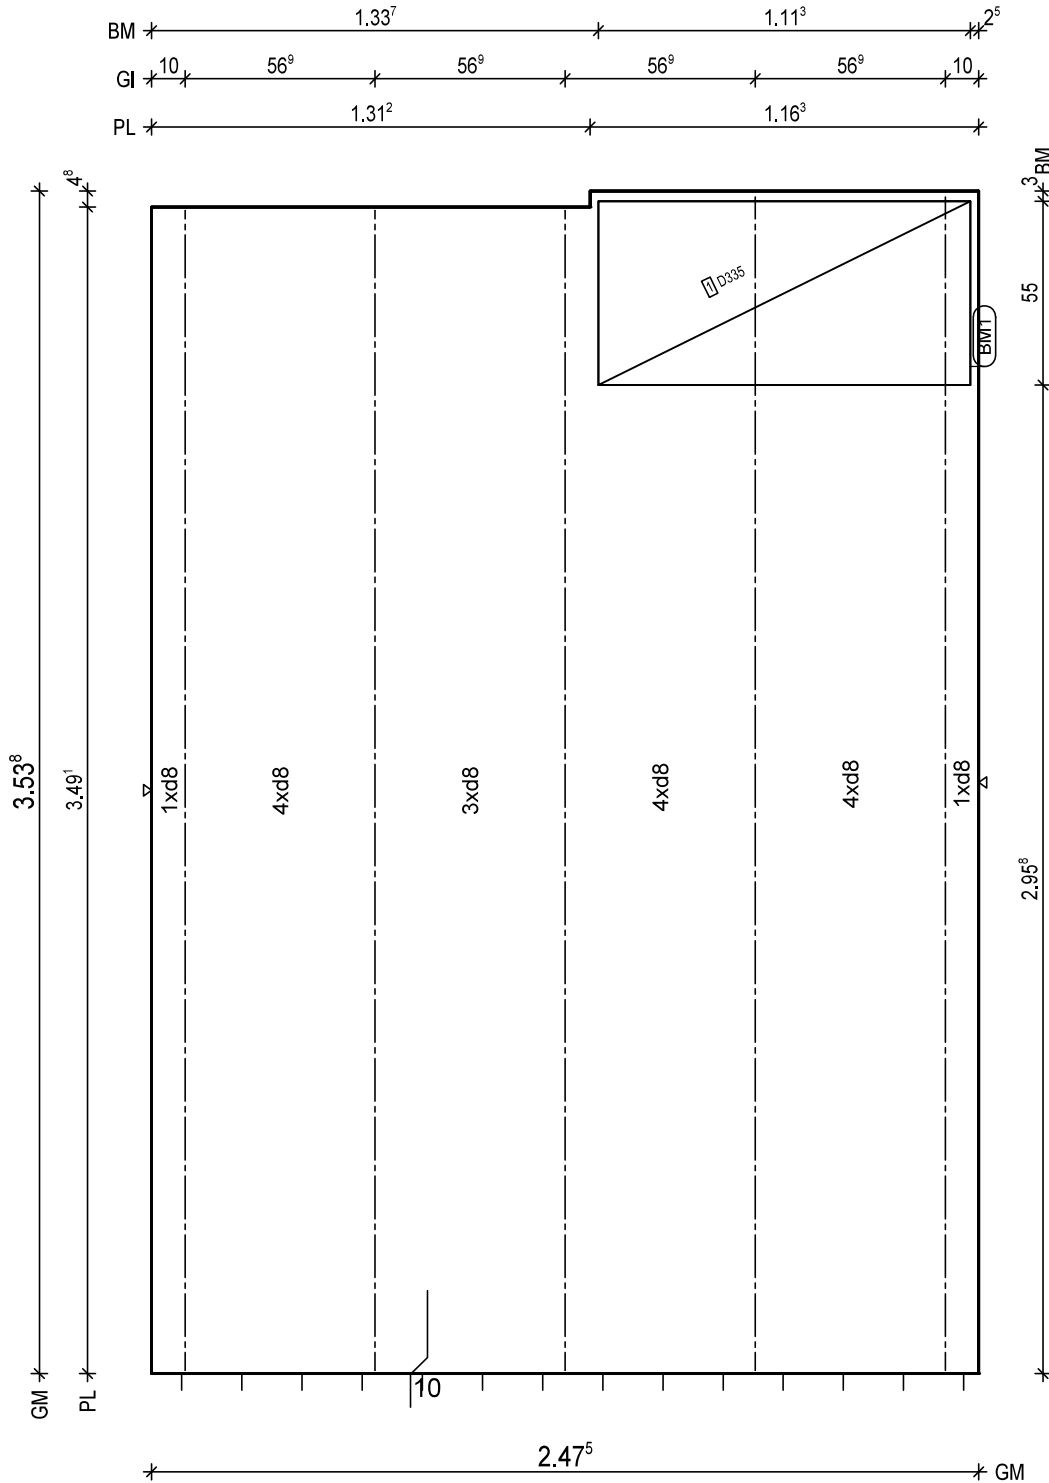 BM 1.33⁷ 1.11³ 2⁵
GI 10 56⁹ 56⁹ 56⁹ 56⁹ 10
PL 1.31² 1.16³
4⁸
3 BM
1 D335
55
BM1
3.53⁸
3.49¹
1xd8 4xd8 3xd8 4xd8 4xd8 1xd8
2.95⁸
10
GM PL
2.47⁵ GM